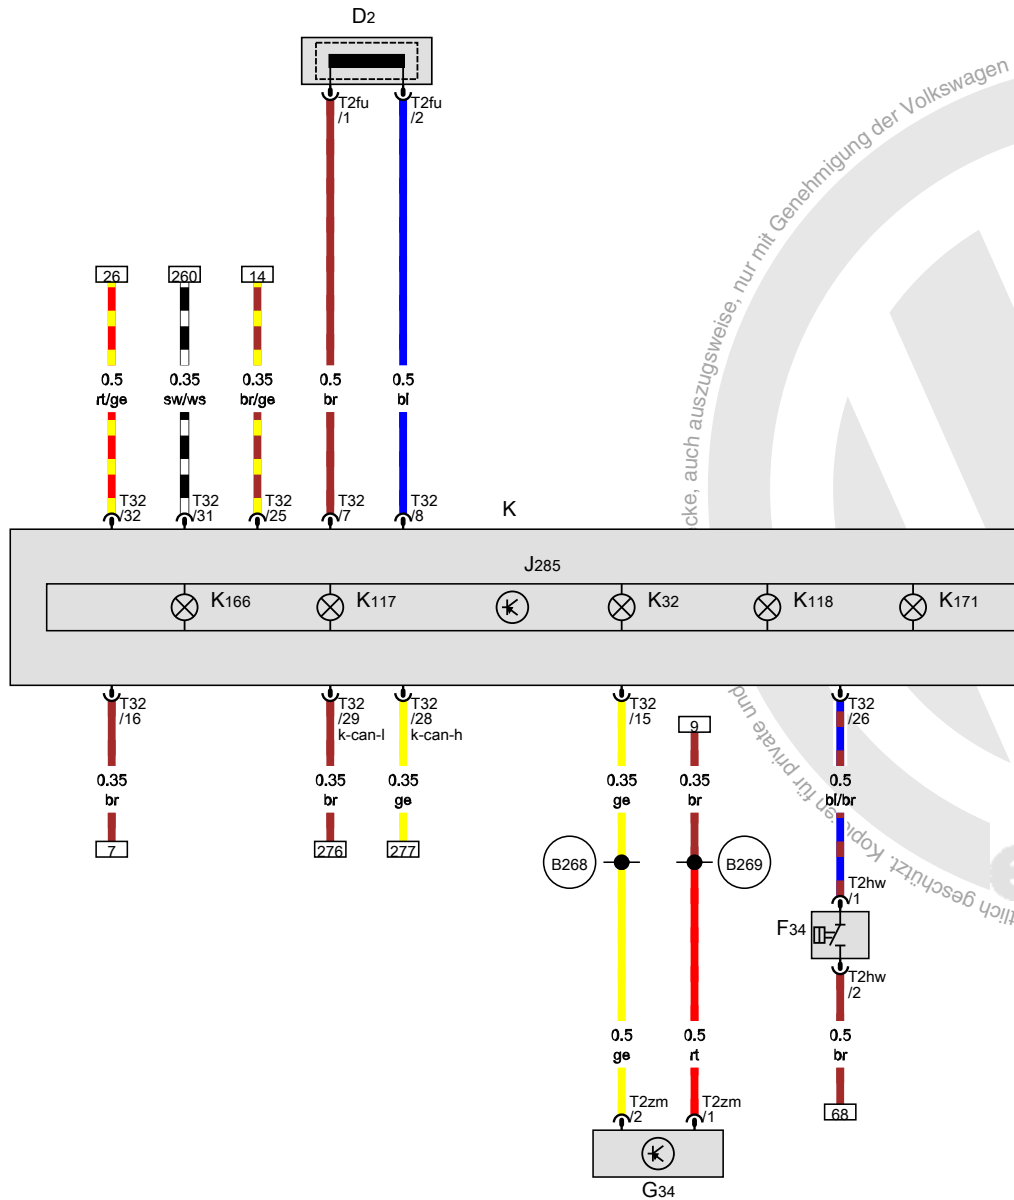 D2
T2fu
/1
T2fu
/2
26
260
14
0.5
rt/ge
0.35
sw/ws
0.35
br/ge
0.5
br
0.5
bl
T32
/32
T32
/31
T32
/25
T32
/7
T32
/8
K
J285
K166
K117
K32
K118
K171
T32
/16
T32
/29
k-can-l
T32
/28
k-can-h
T32
/15
9
T32
/26
0.35
br
0.35
br
0.35
ge
0.35
ge
0.35
br
0.5
bl/br
7
276
277
B268
B269
T2hw
/1
F34
T2hw
/2
0.5
ge
0.5
rt
0.5
br
T2zm
/2
T2zm
/1
68
G34
cke, auch auszugsweise, nur mit Genehmigung der Volkswagen
tlich geschützt. Kopieren für private und